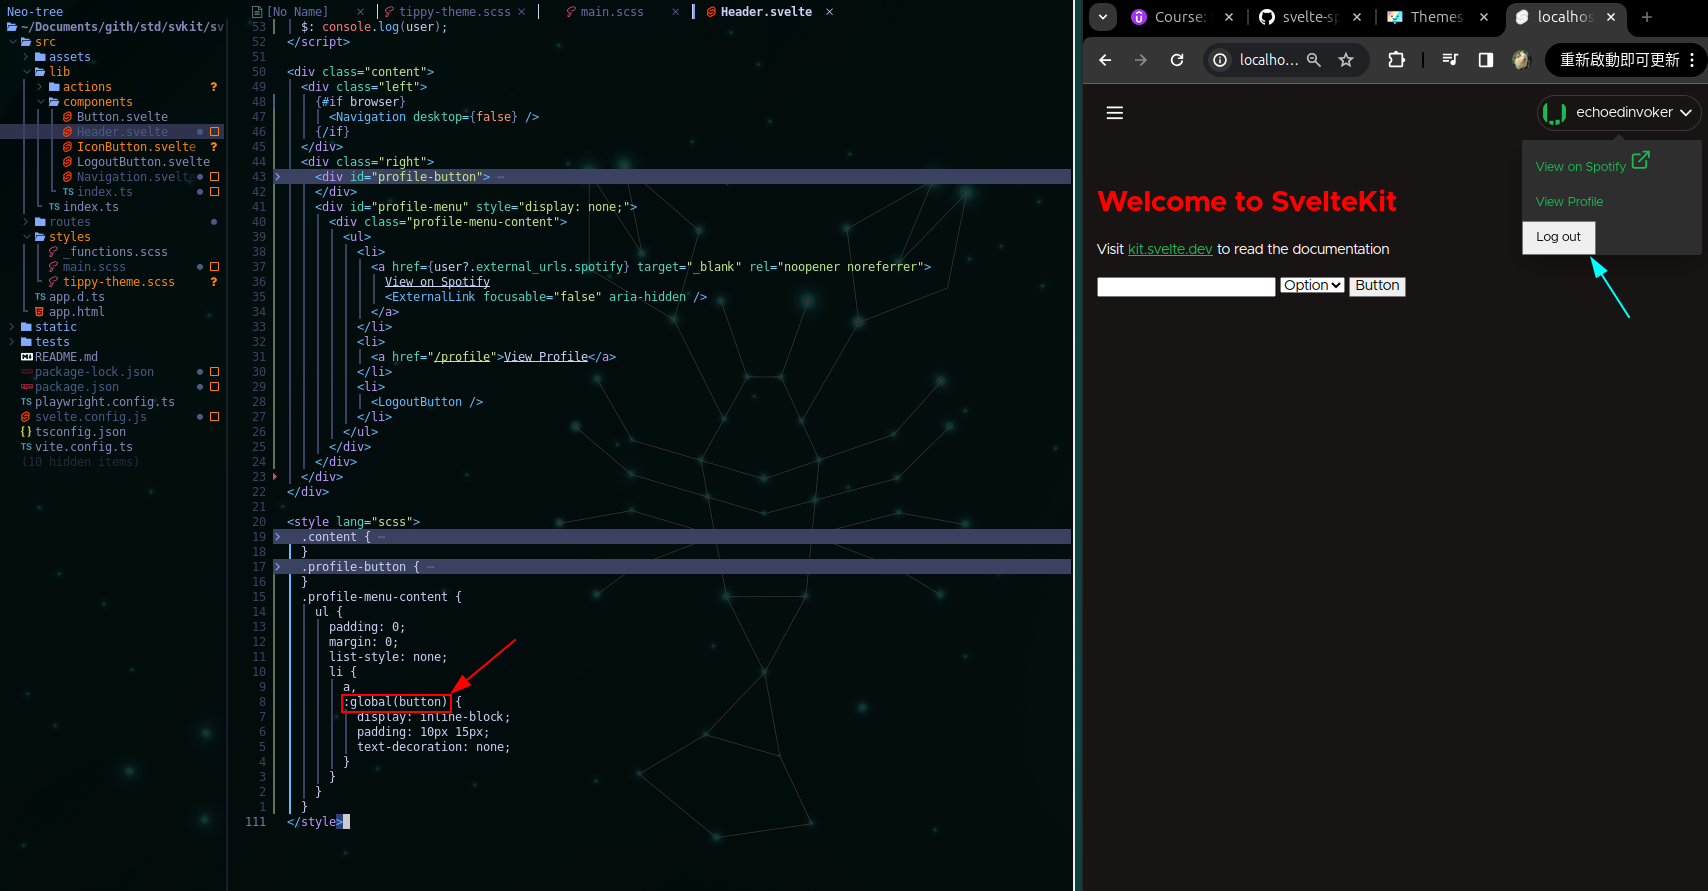 Neo-tree
~/Documents/gith/std/svkit/sv
src
assets
lib
actions ?
components
Button.svelte
Header.svelte
IconButton.svelte ?
LogoutButton.svelte
Navigation.svelte
TS index.ts
TS index.ts
routes
styles
_functions.scss
main.scss
tippy-theme.scss ?
TS app.d.ts
app.html
static
tests
README.md
package-lock.json
package.json
TS playwright.config.ts
svelte.config.js
{} tsconfig.json
TS vite.config.ts
(10 hidden items)
[No Name] × tippy-theme.scss × main.scss × Header.svelte ×
53 $: console.log(user);
52 </script>
51
50 <div class="content">
49 <div class="left">
48 {#if browser}
47 <Navigation desktop={false} />
46 {/if}
45 </div>
44 <div class="right">
43 <div id="profile-button"> ⋯
42 </div>
41 <div id="profile-menu" style="display: none;">
40 <div class="profile-menu-content">
39 <ul>
38 <li>
37 <a href={user?.external_urls.spotify} target="_blank" rel="noopener noreferrer">
36 View on Spotify
35 <ExternalLink focusable="false" aria-hidden />
34 </a>
33 </li>
32 <li>
31 <a href="/profile">View Profile</a>
30 </li>
29 <li>
28 <LogoutButton />
27 </li>
26 </ul>
25 </div>
24 </div>
23 </div>
22 </div>
21
20 <style lang="scss">
19 .content { ⋯
18 }
17 .profile-button { ⋯
16 }
15 .profile-menu-content {
14 ul {
13 padding: 0;
12 margin: 0;
11 list-style: none;
10 li {
9 a,
8 :global(button) {
7 display: inline-block;
6 padding: 10px 15px;
5 text-decoration: none;
4 }
3 }
2 }
1 }
111 </style>
Course: × svelte-sp × Themes × localhos ×
localho... 重新啟動即可更新
echoedinvoker
View on Spotify
View Profile
Log out
Welcome to SvelteKit
Visit kit.svelte.dev to read the documentation
Option Button